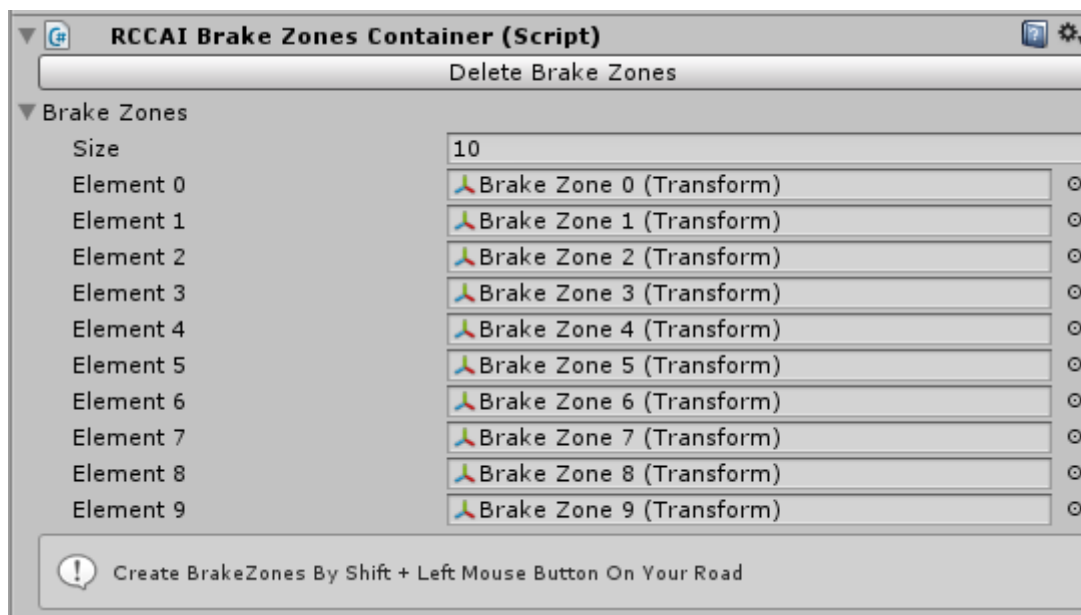 RCCAI Brake Zones Container (Script)
Delete Brake Zones
Brake Zones
Size 10
Element 0 Brake Zone 0 (Transform)
Element 1 Brake Zone 1 (Transform)
Element 2 Brake Zone 2 (Transform)
Element 3 Brake Zone 3 (Transform)
Element 4 Brake Zone 4 (Transform)
Element 5 Brake Zone 5 (Transform)
Element 6 Brake Zone 6 (Transform)
Element 7 Brake Zone 7 (Transform)
Element 8 Brake Zone 8 (Transform)
Element 9 Brake Zone 9 (Transform)
Create BrakeZones By Shift + Left Mouse Button On Your Road